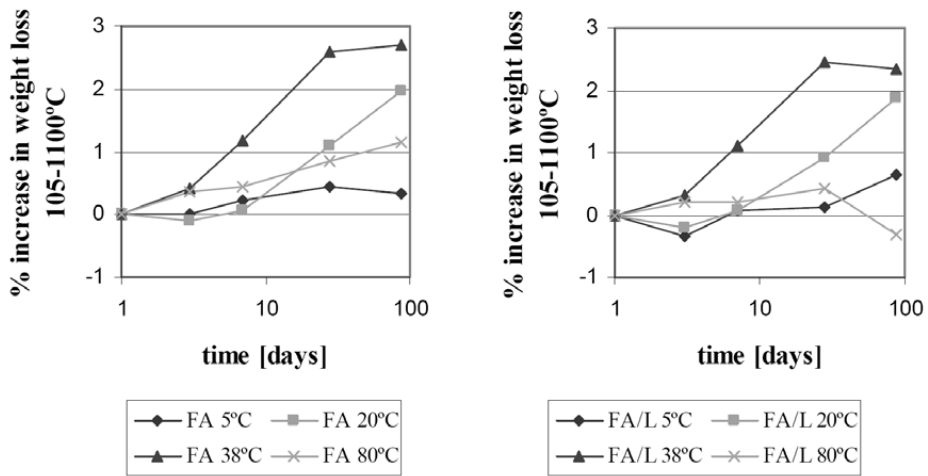 % increase in weight loss
105-1100ºC
3
2
1
0
-1
1
10
100
time [days]
FA 5ºC
FA 20ºC
FA 38ºC
FA 80ºC
% increase in weight loss
105-1100ºC
3
2
1
0
-1
1
10
100
time [days]
FA/L 5ºC
FA/L 20ºC
FA/L 38ºC
FA/L 80ºC